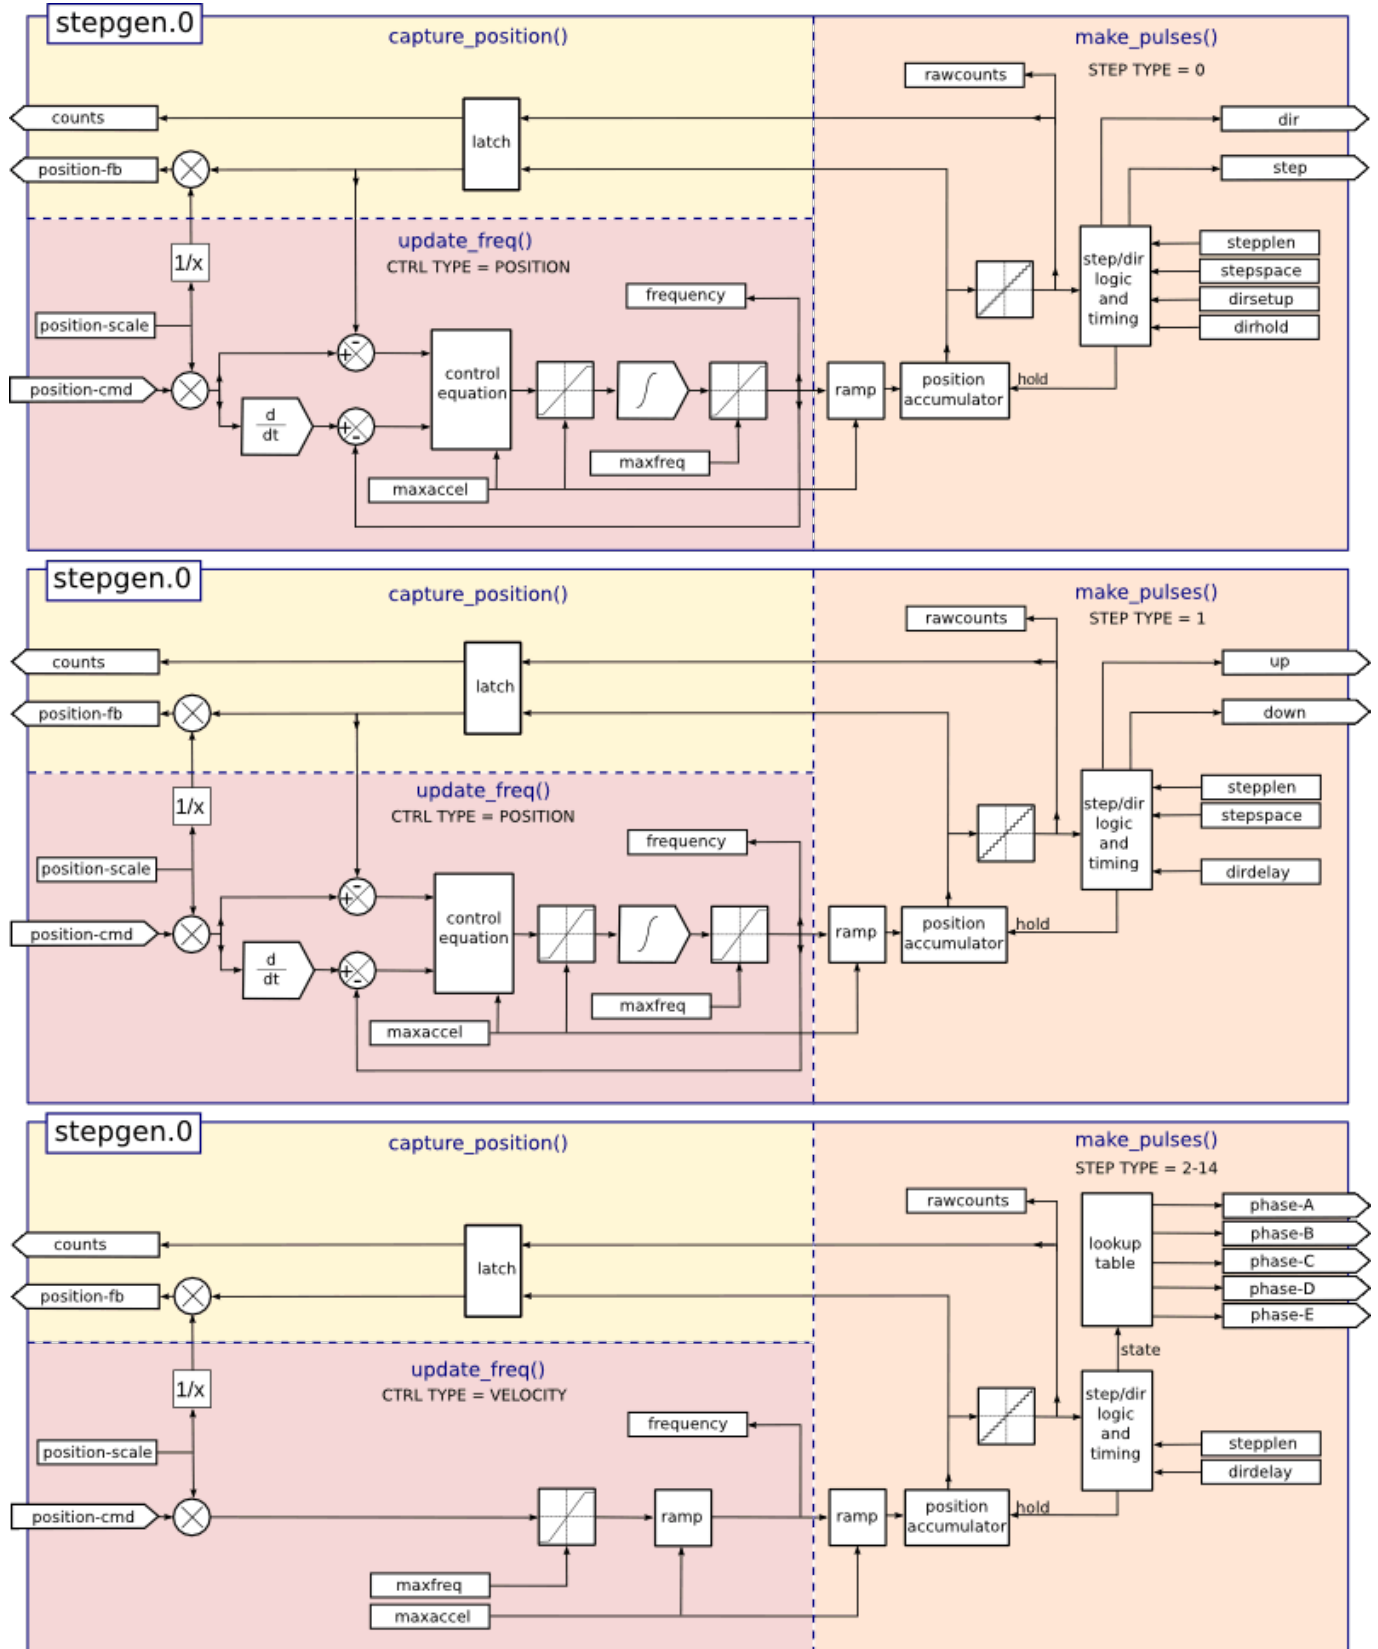 stepgen.0
capture_position()
make_pulses()
STEP TYPE = 0
rawcounts
counts
latch
dir
position-fb
step
update_freq()
CTRL TYPE = POSITION
1/x
stepplen
step/dir
logic
and
timing
stepspace
frequency
dirsetup
position-scale
dirhold
control
equation
position-cmd
ramp
position
accumulator
hold
d
dt
maxfreq
maxaccel
stepgen.0
capture_position()
make_pulses()
STEP TYPE = 1
rawcounts
counts
latch
up
position-fb
down
update_freq()
CTRL TYPE = POSITION
1/x
stepplen
step/dir
logic
and
timing
stepspace
frequency
position-scale
dirdelay
control
equation
position-cmd
ramp
position
accumulator
hold
d
dt
maxfreq
maxaccel
stepgen.0
capture_position()
make_pulses()
STEP TYPE = 2-14
rawcounts
phase-A
phase-B
counts
latch
lookup
table
phase-C
position-fb
phase-D
phase-E
state
update_freq()
CTRL TYPE = VELOCITY
1/x
step/dir
logic
and
timing
frequency
stepplen
position-scale
dirdelay
position-cmd
ramp
ramp
position
accumulator
hold
maxfreq
maxaccel